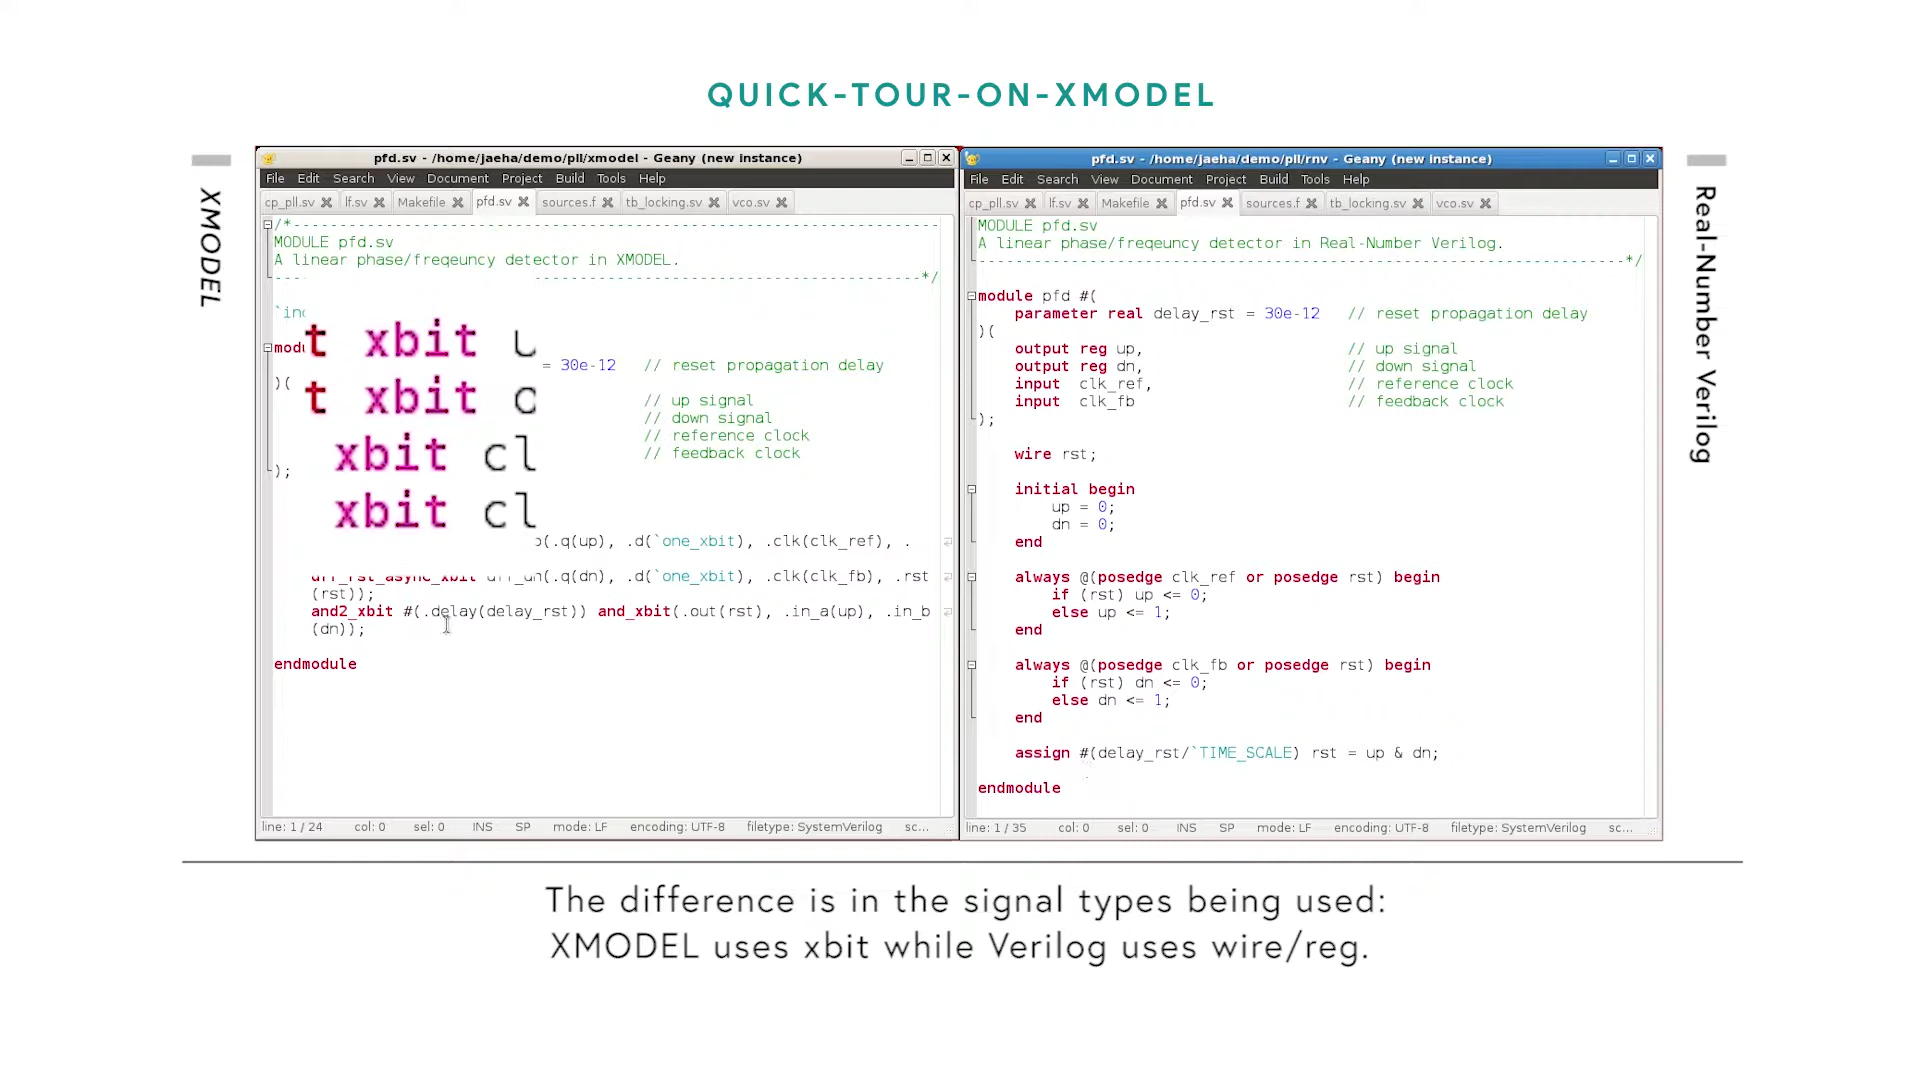 QUICK-TOUR-ON-XMODEL
XMODEL
pfd.sv - /home/jaeha/demo/pll/xmodel - Geany (new instance)
File Edit Search View Document Project Build Tools Help
cp_pll.sv lf.sv Makefile pfd.sv sources.f tb_locking.sv vco.sv
/*------------------------------------------------------------------------
MODULE pfd.sv
A linear phase/freqeuncy detector in XMODEL.
------------------------------------------------------------------------*/
t xbit
t xbit
xbit cl
xbit cl
= 30e-12 // reset propagation delay
)(
// up signal
// down signal
// reference clock
// feedback clock
);
(.q(up), .d(`one_xbit), .clk(clk_ref), .
(.q(dn), .d(`one_xbit), .clk(clk_fb), .rst
(rst));
and2_xbit #(.delay(delay_rst)) and_xbit(.out(rst), .in_a(up), .in_b
(dn));
endmodule
line: 1 / 24 col: 0 sel: 0 INS SP mode: LF encoding: UTF-8 filetype: SystemVerilog sc...
pfd.sv - /home/jaeha/demo/pll/rnv - Geany (new instance)
File Edit Search View Document Project Build Tools Help
cp_pll.sv lf.sv Makefile pfd.sv sources.f tb_locking.sv vco.sv
MODULE pfd.sv
A linear phase/freqeuncy detector in Real-Number Verilog.
------------------------------------------------------------------------*/
module pfd #(
parameter real delay_rst = 30e-12 // reset propagation delay
)(
output reg up, // up signal
output reg dn, // down signal
input clk_ref, // reference clock
input clk_fb // feedback clock
);
wire rst;
initial begin
up = 0;
dn = 0;
end
always @(posedge clk_ref or posedge rst) begin
if (rst) up <= 0;
else up <= 1;
end
always @(posedge clk_fb or posedge rst) begin
if (rst) dn <= 0;
else dn <= 1;
end
assign #(delay_rst/`TIME_SCALE) rst = up & dn;
endmodule
line: 1 / 35 col: 0 sel: 0 INS SP mode: LF encoding: UTF-8 filetype: SystemVerilog sc...
Real-Number Verilog
The difference is in the signal types being used:
XMODEL uses xbit while Verilog uses wire/reg.